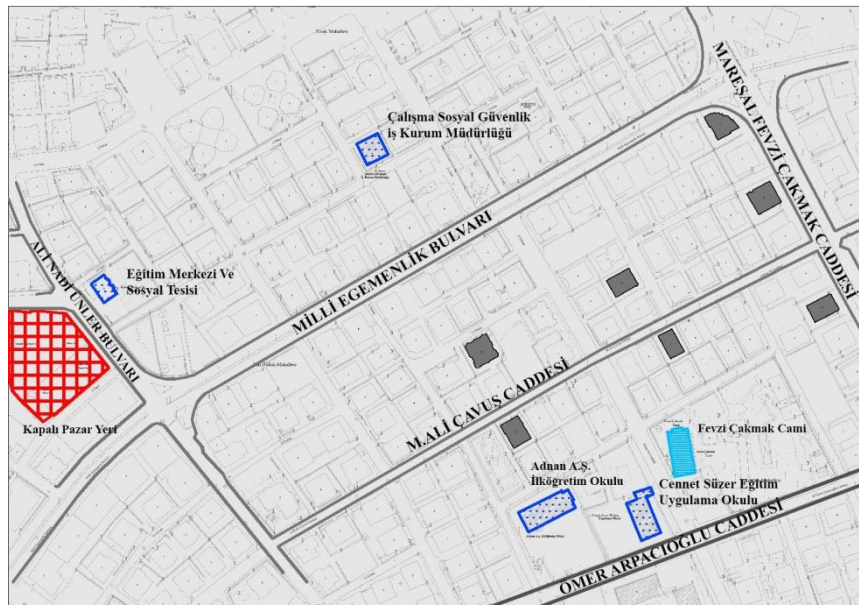 MAREŞAL FEVZİ ÇAKMAK CADDESİ
Çalışma Sosyal Güvenlik
iş Kurum Müdürlüğü
ALİ NADİ ÜNLER BULVARI
Eğitim Merkezi Ve
Sosyal Tesisi
MİLLİ EGEMENLİK BULVARI
Kapalı Pazar Yeri
M.ALİ ÇAVUŞ CADDESİ
Fevzi Çakmak Cami
Adnan A.Ş.
İlköğretim Okulu
Cennet Süzer Eğitim
Uygulama Okulu
ÖMER ARPACIOĞLU CADDESİ